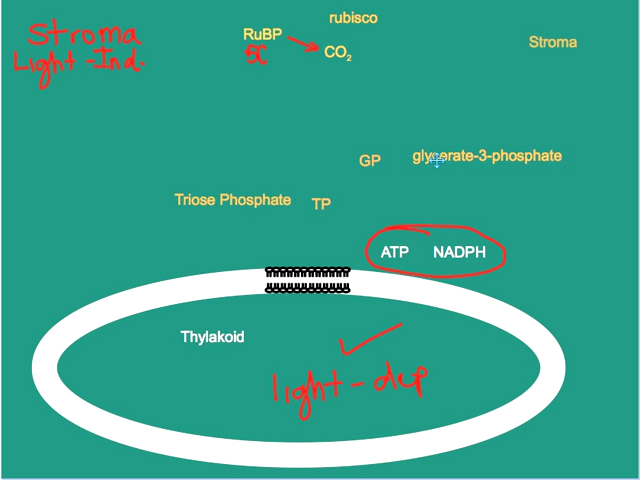 Stroma
Light-Ind.
rubisco
RuBP
5C
CO₂
Stroma
GP
glycerate-3-phosphate
Triose Phosphate
TP
ATP
NADPH
Thylakoid
light-dep